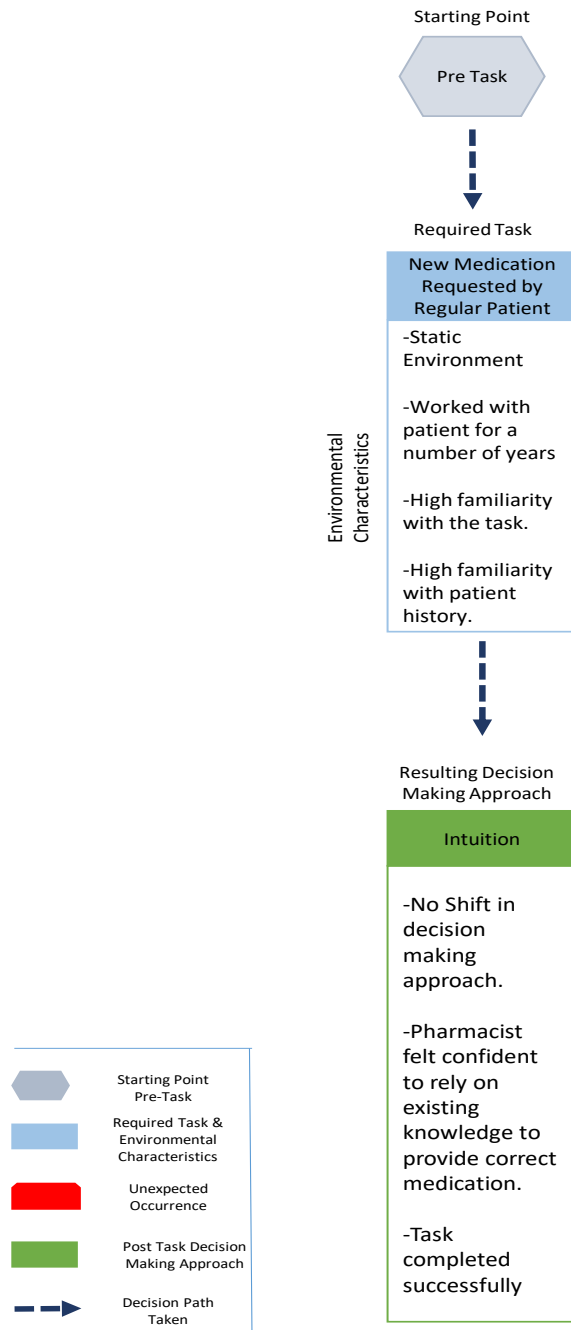 Starting Point
Pre Task
Required Task
New Medication
Requested by
Regular Patient
Environmental
Characteristics
-Static
Environment
-Worked with
patient for a
number of years
-High familiarity
with the task.
-High familiarity
with patient
history.
Resulting Decision
Making Approach
Intuition
-No Shift in
decision
making
approach.
-Pharmacist
felt confident
to rely on
existing
knowledge to
provide correct
medication.
-Task
completed
successfully
Starting Point
Pre-Task
Required Task &
Environmental
Characteristics
Unexpected
Occurrence
Post Task Decision
Making Approach
Decision Path
Taken